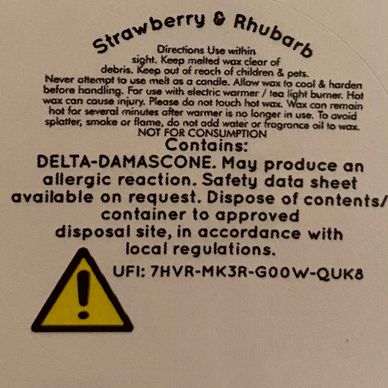 Strawberry & Rhubarb
Directions Use within
sight. Keep melted wax clear of
debris. Keep out of reach of children & pets.
Never attempt to use melt as a candle. Allow wax to cool & harden
before handling. For use with electric warmer / tea light burner. Hot
wax can cause injury. Please do not touch hot wax. Wax can remain
hot for several minutes after warmer is no longer in use. To avoid
splatter, smoke or flame, do not add water or fragrance oil to wax.
NOT FOR CONSUMPTION
Contains:
DELTA-DAMASCONE. May produce an
allergic reaction. Safety data sheet
available on request. Dispose of contents/
container to approved
disposal site, in accordance with
local regulations.
UFI: 7HVR-MK3R-G00W-QUK8